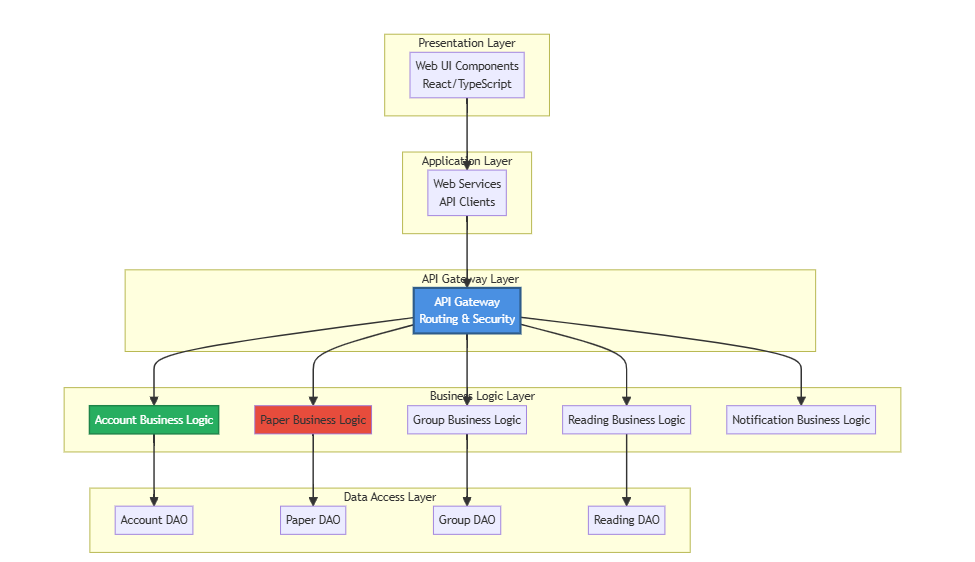 Presentation Layer
Web UI Components
React/TypeScript
Application Layer
Web Services
API Clients
API Gateway Layer
API Gateway
Routing & Security
Business Logic Layer
Account Business Logic
Paper Business Logic
Group Business Logic
Reading Business Logic
Notification Business Logic
Data Access Layer
Account DAO
Paper DAO
Group DAO
Reading DAO